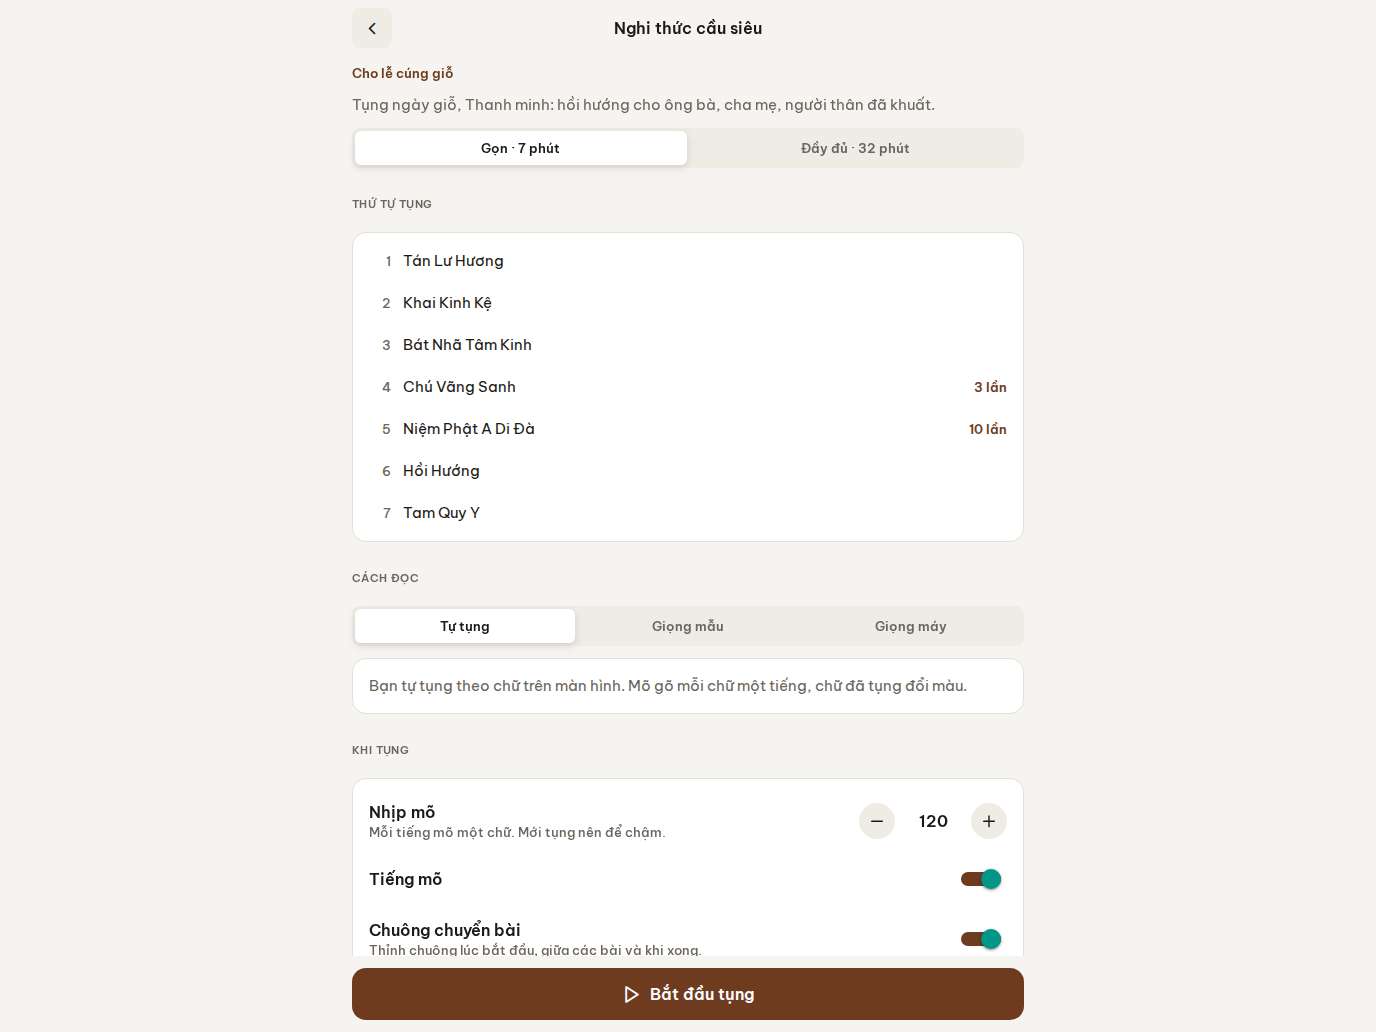 Nghi thức cầu siêu
Cho lễ cúng giỗ
Tụng ngày giỗ, Thanh minh: hồi hướng cho ông bà, cha mẹ, người thân đã khuất.
Gọn · 7 phút
Đầy đủ · 32 phút
THỨ TỰ TỤNG
1 Tán Lư Hương
2 Khai Kinh Kệ
3 Bát Nhã Tâm Kinh
4 Chú Vãng Sanh 3 lần
5 Niệm Phật A Di Đà 10 lần
6 Hồi Hướng
7 Tam Quy Y
CÁCH ĐỌC
Tự tụng
Giọng mẫu
Giọng máy
Bạn tự tụng theo chữ trên màn hình. Mõ gõ mỗi chữ một tiếng, chữ đã tụng đổi màu.
KHI TỤNG
Nhịp mõ
Mỗi tiếng mõ một chữ. Mới tụng nên để chậm.
− 120 +
Tiếng mõ
Chuông chuyển bài
Thỉnh chuông lúc bắt đầu, giữa các bài và khi xong.
Bắt đầu tụng